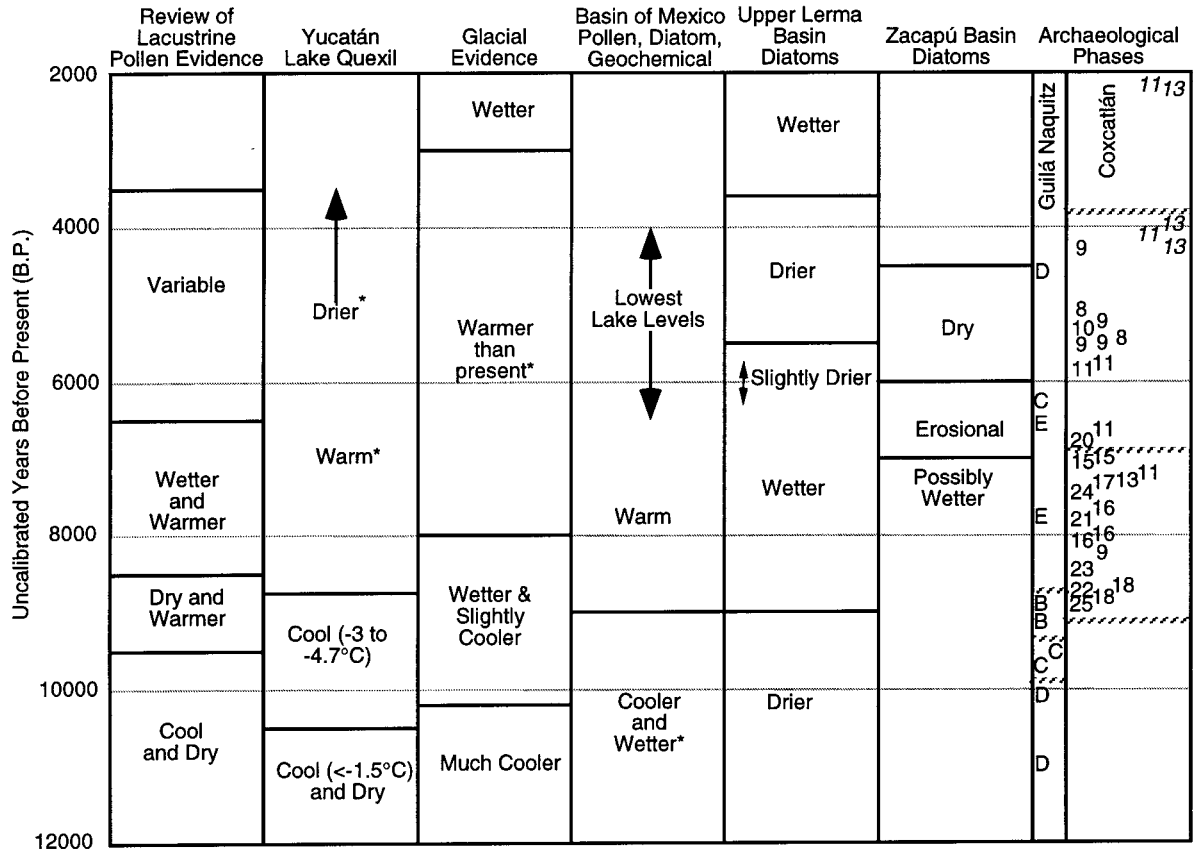 Review of
Lacustrine
Pollen Evidence
Yucatán
Lake Quexil
Glacial
Evidence
Basin of Mexico
Pollen, Diatom,
Geochemical
Upper Lerma
Basin
Diatoms
Zacapú Basin
Diatoms
Archaeological
Phases
Uncalibrated Years Before Present (B.P.)
2000
4000
6000
8000
10000
12000
Variable
Wetter
and
Warmer
Dry and
Warmer
Cool
and Dry
Drier*
Warm*
Cool (-3 to
-4.7°C)
Cool (<-1.5°C)
and Dry
Wetter
Warmer
than
present*
Wetter &
Slightly
Cooler
Much Cooler
Lowest
Lake Levels
Warm
Cooler
and
Wetter*
Wetter
Drier
Slightly Drier
Wetter
Drier
Dry
Erosional
Possibly
Wetter
Guilá Naquitz
D
C
E
E
B
B
C
C
D
D
Coxcatlán
11 13
13
11 13
9
8
10 9
9 9 8
11 11
20 11
15 15
24 17 13 11
21 16
16 16
9
23
22 18
25 18